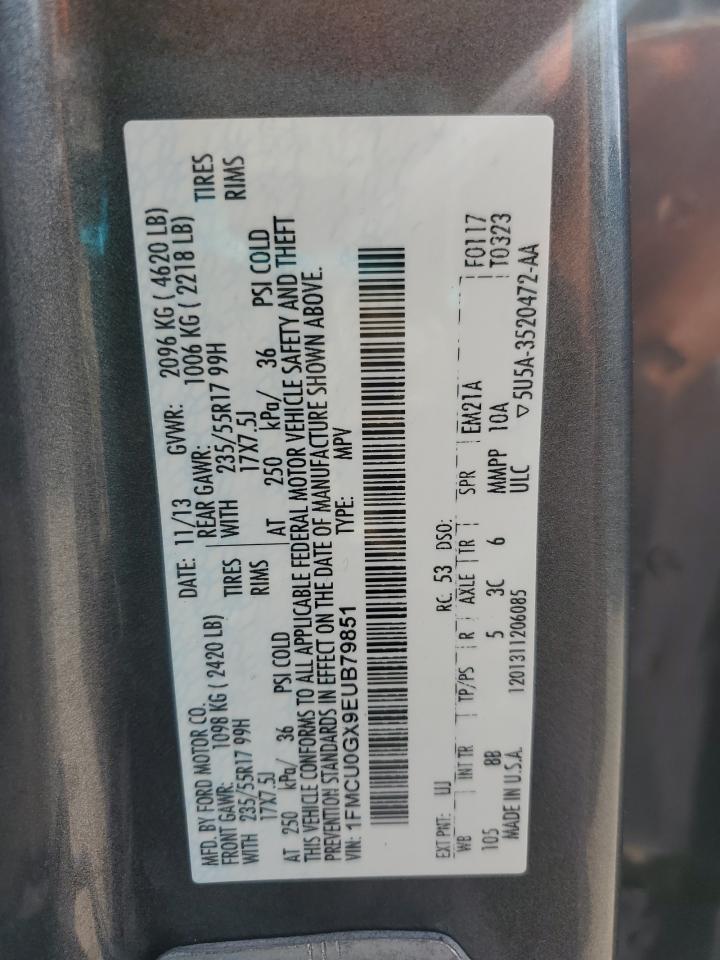 MFD. BY FORD MOTOR CO.
DATE: 11/13 GVWR: 2096 KG ( 4620 LB)
FRONT GAWR: 1098 KG ( 2420 LB) REAR GAWR: 1006 KG ( 2218 LB)
WITH 235/55R17 99H TIRES WITH 235/55R17 99H TIRES
17X7.5J RIMS 17X7.5J RIMS
AT 250 kPa/ 36 PSI COLD AT 250 kPa/ 36 PSI COLD
THIS VEHICLE CONFORMS TO ALL APPLICABLE FEDERAL MOTOR VEHICLE SAFETY AND THEFT
PREVENTION STANDARDS IN EFFECT ON THE DATE OF MANUFACTURE SHOWN ABOVE.
VIN: 1FMCU0GX9EUB79851 TYPE: MPV
EXT PNT: UJ RC: 53 DSO: F0117
WB INT TR TP/PS R AXLE TR SPR EM21A T0323
105 8B 5 3C 6 MMPP 10A
MADE IN U.S.A. 1201311206085 ULC ▽5U5A-3520472-AA